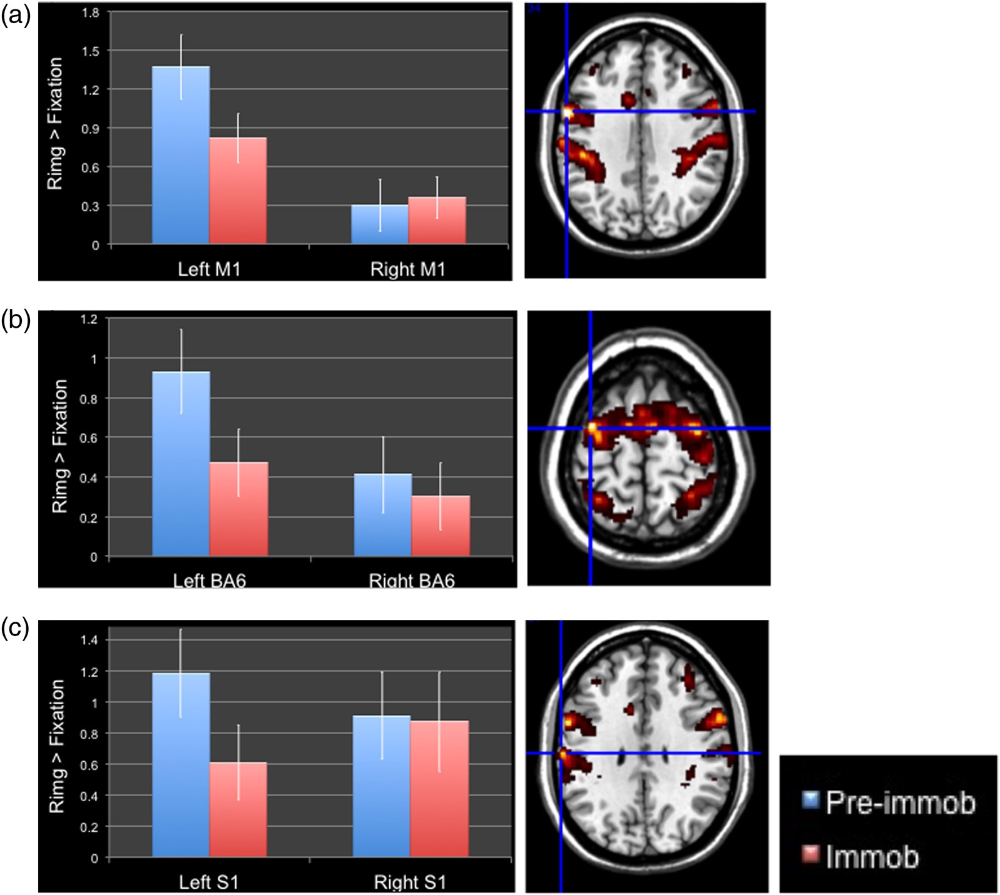 (a)
1.8
1.5
1.2
0.9
0.6
0.3
0
Rimg > Fixation
Left M1
Right M1
34
(b)
1.2
1
0.8
0.6
0.4
0.2
0
Rimg > Fixation
Left BA6
Right BA6
(c)
1.4
1.2
1
0.8
0.6
0.4
0.2
0
Rimg > Fixation
Left S1
Right S1
Pre-immob
Immob